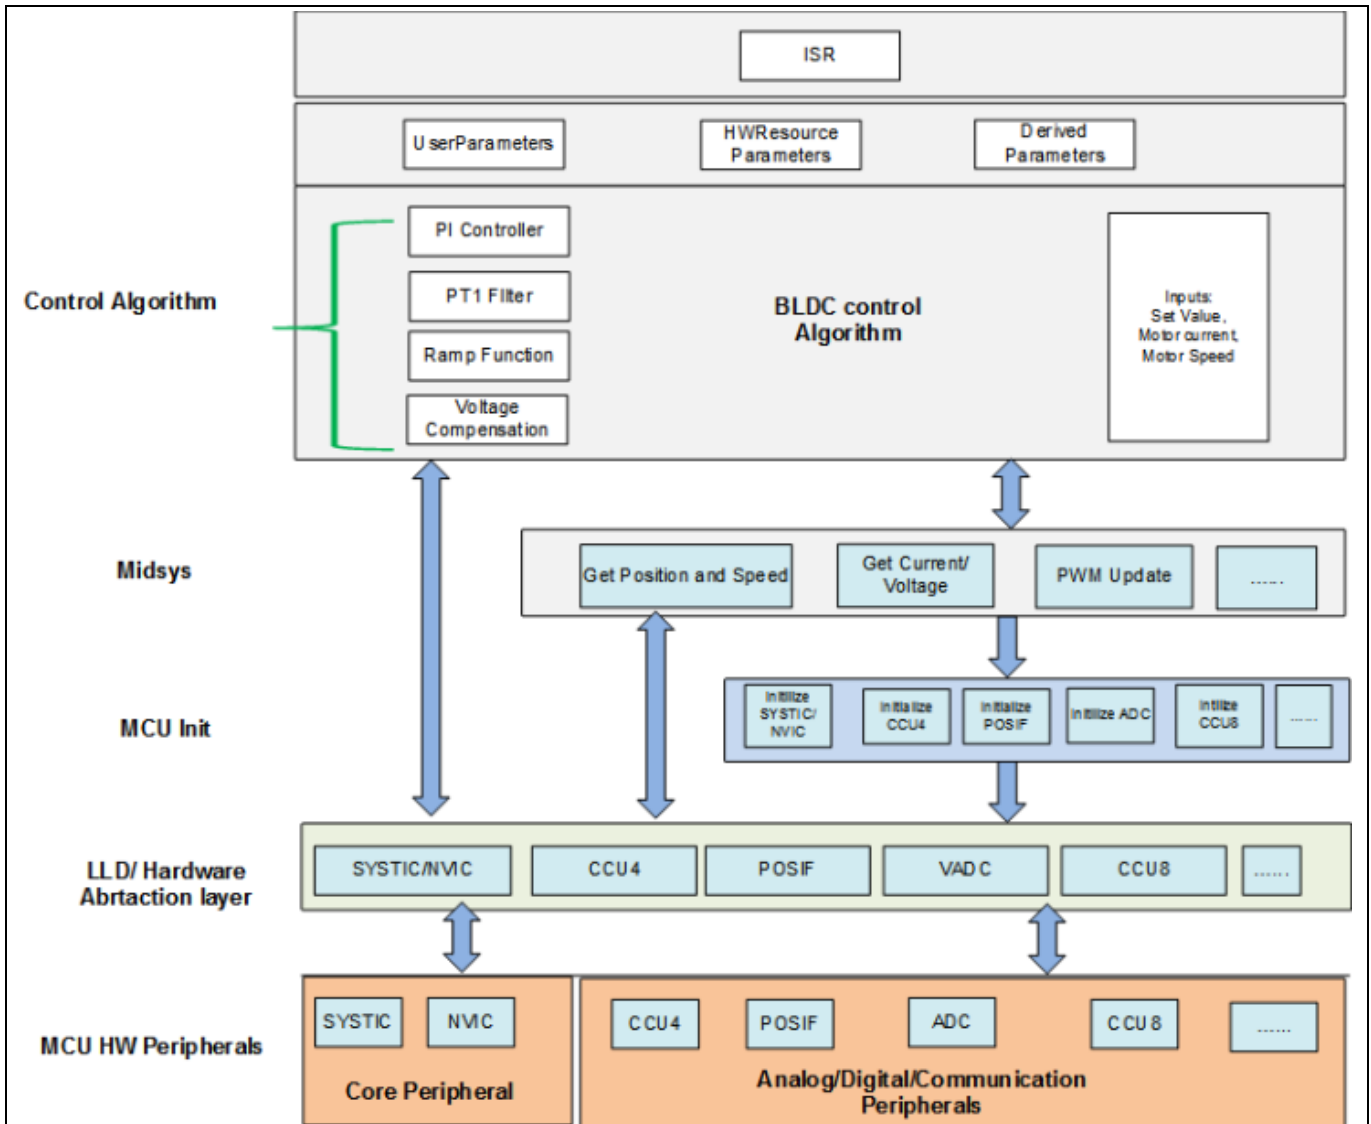 ISR
UserParameters
HWResource
Parameters
Derived
Parameters
Control Algorithm
PI Controller
PT1 Filter
Ramp Function
Voltage
Compensation
BLDC control
Algorithm
Inputs:
Set Value,
Motor current,
Motor Speed
Midsys
Get Position and Speed
Get Current/
Voltage
PWM Update
......
MCU Init
Initilize
SYSTIC/
NVIC
Initialize
CCU4
Initialize
POSIF
Initilize ADC
Intilize
CCU8
......
LLD/ Hardware
Abrtaction layer
SYSTIC/NVIC
CCU4
POSIF
VADC
CCU8
......
MCU HW Peripherals
SYSTIC
NVIC
Core Peripheral
CCU4
POSIF
ADC
CCU8
......
Analog/Digital/Communication
Peripherals